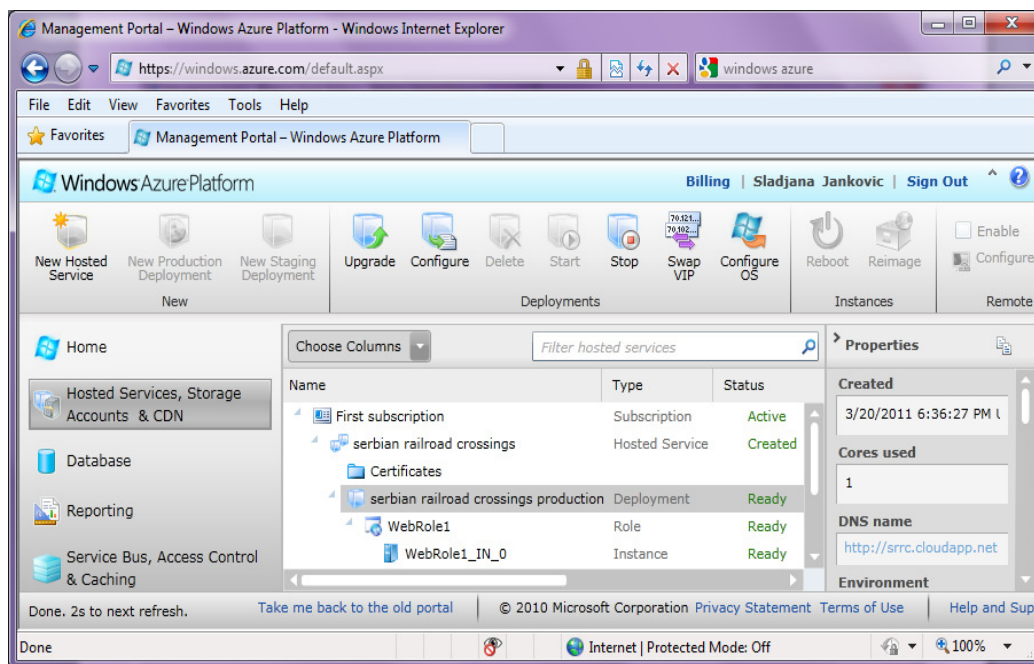 Management Portal – Windows Azure Platform - Windows Internet Explorer
https://windows.azure.com/default.aspx
windows azure
File Edit View Favorites Tools Help
Favorites
Management Portal – Windows Azure Platform
Windows Azure Platform
Billing | Sladjana Jankovic | Sign Out
New Hosted Service
New Production Deployment
New Staging Deployment
New
Upgrade
Configure
Delete
Start
Stop
70.121...
70.102...
Swap VIP
Configure OS
Deployments
Reboot
Reimage
Instances
Enable
Configure
Remote
Home
Hosted Services, Storage
Accounts & CDN
Database
Reporting
Service Bus, Access Control
& Caching
Choose Columns
Filter hosted services
Name Type Status
First subscription Subscription Active
serbian railroad crossings Hosted Service Created
Certificates
serbian railroad crossings production Deployment Ready
WebRole1 Role Ready
WebRole1_IN_0 Instance Ready
Properties
Created
3/20/2011 6:36:27 PM U
Cores used
1
DNS name
http://srrc.cloudapp.net
Environment
Done. 2s to next refresh.
Take me back to the old portal
© 2010 Microsoft Corporation Privacy Statement Terms of Use
Help and Sup
Done
Internet | Protected Mode: Off
100%